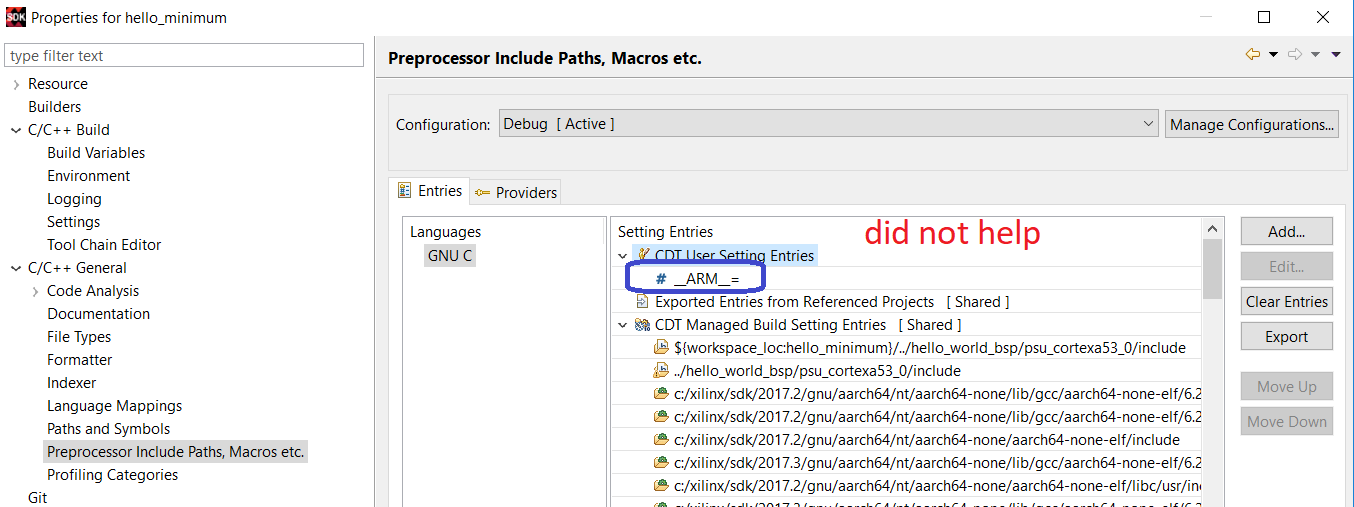 SDK Properties for hello_minimum
type filter text
Resource
Builders
C/C++ Build
Build Variables
Environment
Logging
Settings
Tool Chain Editor
C/C++ General
Code Analysis
Documentation
File Types
Formatter
Indexer
Language Mappings
Paths and Symbols
Preprocessor Include Paths, Macros etc.
Profiling Categories
Git
Preprocessor Include Paths, Macros etc.
Configuration: Debug [ Active ] Manage Configurations...
Entries Providers
Languages
GNU C
Setting Entries
did not help
CDT User Setting Entries
# __ARM__=
Exported Entries from Referenced Projects [ Shared ]
CDT Managed Build Setting Entries [ Shared ]
${workspace_loc:hello_minimum}/../hello_world_bsp/psu_cortexa53_0/include
../hello_world_bsp/psu_cortexa53_0/include
c:/xilinx/sdk/2017.2/gnu/aarch64/nt/aarch64-none/lib/gcc/aarch64-none-elf/6.2
c:/xilinx/sdk/2017.2/gnu/aarch64/nt/aarch64-none/lib/gcc/aarch64-none-elf/6.2
c:/xilinx/sdk/2017.2/gnu/aarch64/nt/aarch64-none/aarch64-none-elf/include
c:/xilinx/sdk/2017.3/gnu/aarch64/nt/aarch64-none/lib/gcc/aarch64-none-elf/6.2
c:/xilinx/sdk/2017.2/gnu/aarch64/nt/aarch64-none/aarch64-none-elf/libc/usr/inc
Add...
Edit...
Clear Entries
Export
Move Up
Move Down